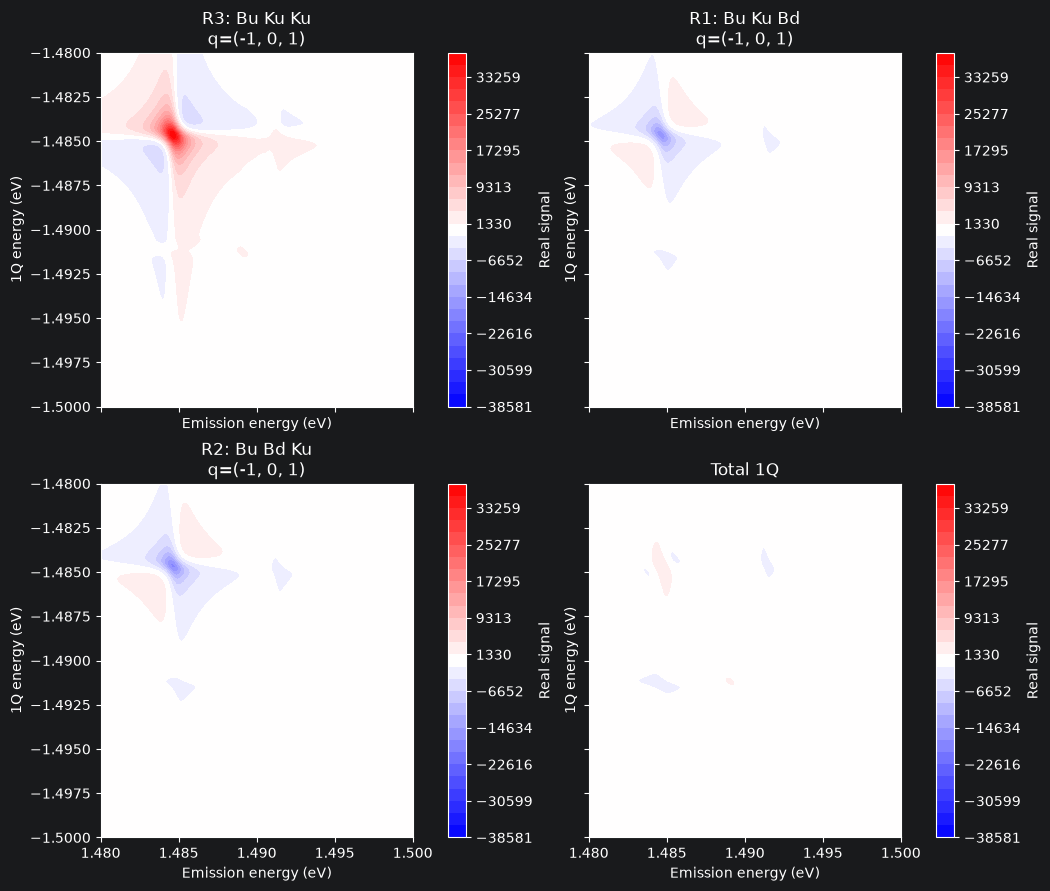 R3: Bu Ku Ku
q=(-1, 0, 1)
−1.4800
−1.4825
−1.4850
−1.4875
−1.4900
−1.4925
−1.4950
−1.4975
−1.5000
1Q energy (eV)
Emission energy (eV)
33259
25277
17295
9313
1330
−6652
−14634
−22616
−30599
−38581
Real signal
R1: Bu Ku Bd
q=(-1, 0, 1)
1Q energy (eV)
Emission energy (eV)
33259
25277
17295
9313
1330
−6652
−14634
−22616
−30599
−38581
Real signal
R2: Bu Bd Ku
q=(-1, 0, 1)
−1.4800
−1.4825
−1.4850
−1.4875
−1.4900
−1.4925
−1.4950
−1.4975
−1.5000
1Q energy (eV)
1.480 1.485 1.490 1.495 1.500
Emission energy (eV)
33259
25277
17295
9313
1330
−6652
−14634
−22616
−30599
−38581
Real signal
Total 1Q
1Q energy (eV)
1.480 1.485 1.490 1.495 1.500
Emission energy (eV)
33259
25277
17295
9313
1330
−6652
−14634
−22616
−30599
−38581
Real signal